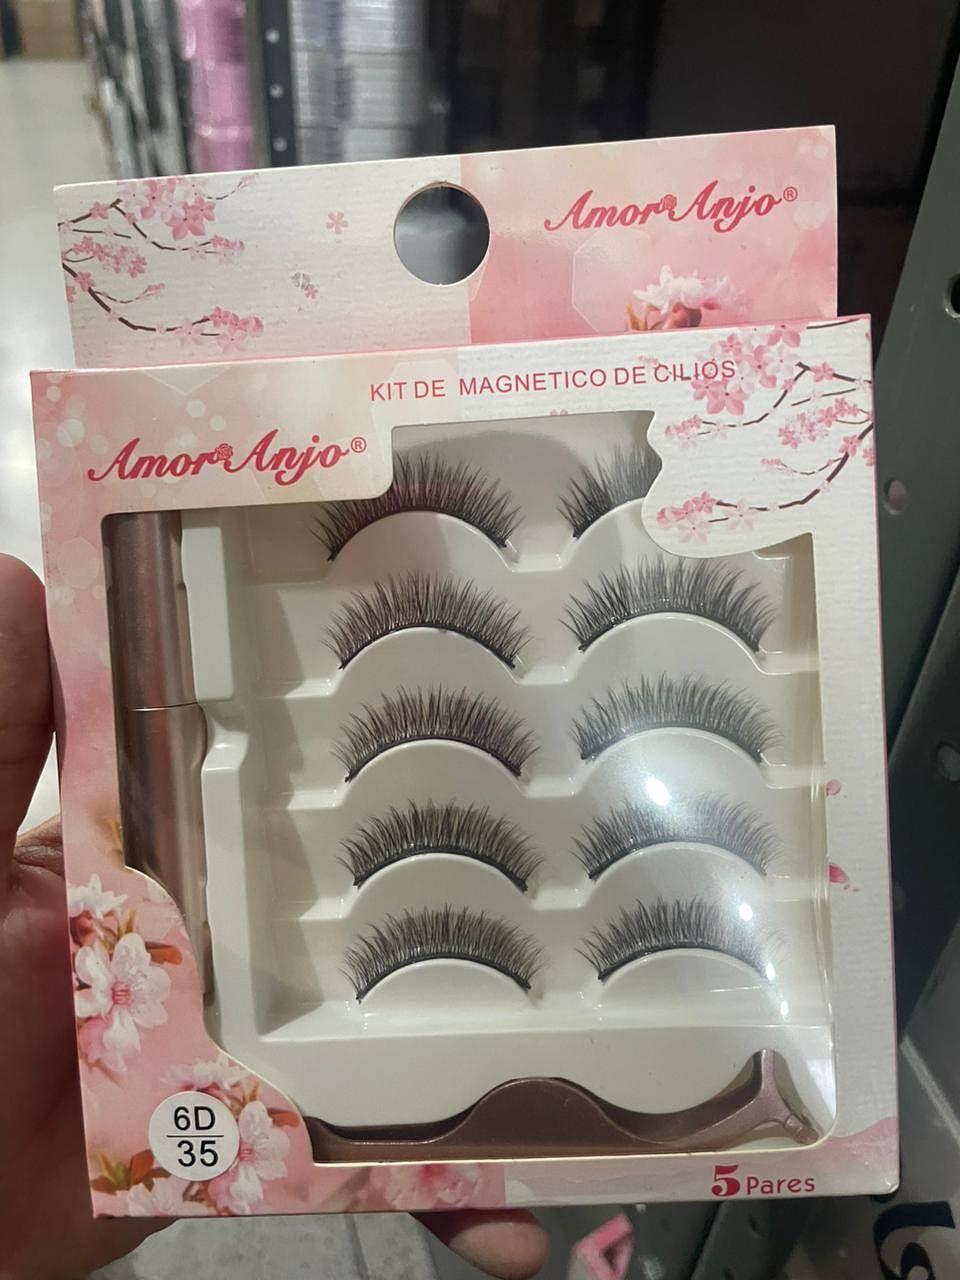 Amor Anjo®
KIT DE MAGNETICO DE CILIOS
Amor Anjo®
6D
35
5 Pares